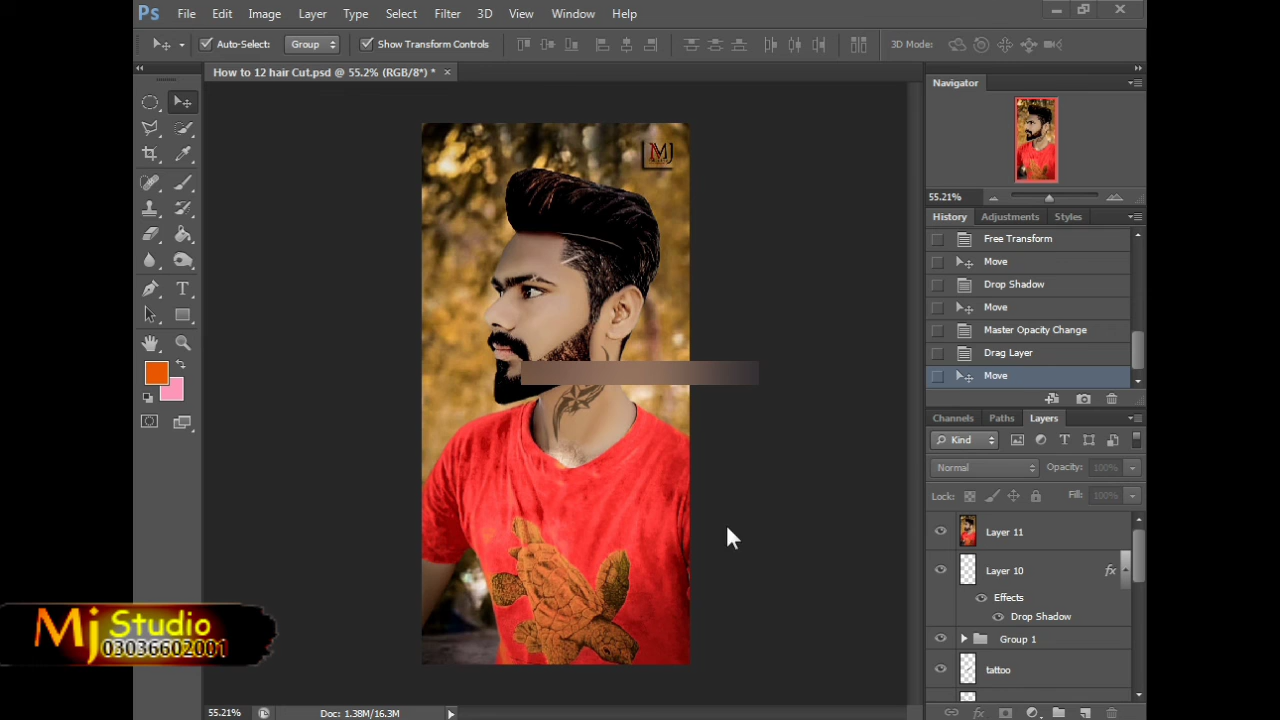 Ps File Edit Image Layer Type Select Filter 3D View Window Help
Auto-Select: Group Show Transform Controls 3D Mode:
How to 12 hair Cut.psd @ 55.2% (RGB/8*) * ×
Navigator
MJ
55.21%
History Adjustments Styles
Free Transform
Move
Drop Shadow
Move
Master Opacity Change
Drag Layer
Move
Channels Paths Layers
Kind
Normal Opacity: 100%
Lock: Fill: 100%
Layer 11
Layer 10 fx
Effects
Drop Shadow
Group 1
tattoo
Mj Studio
03036602001
55.21% Doc: 1.38M/16.3M